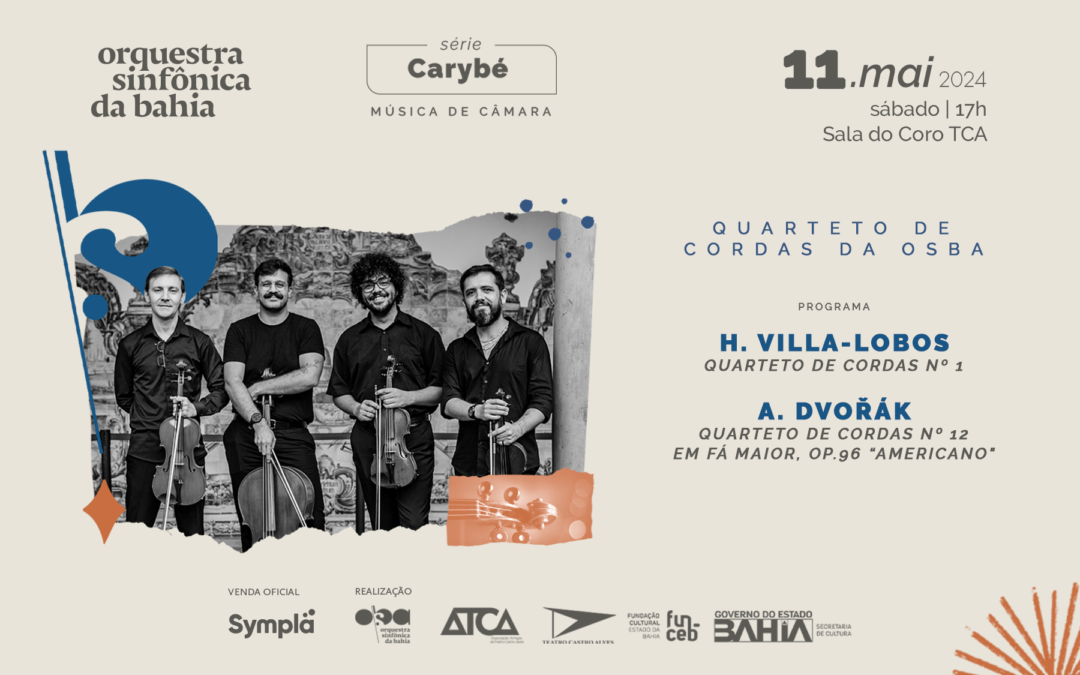 orquestra
sinfônica
da bahia
série
Carybé
MÚSICA DE CÂMARA
11.mai 2024
sábado | 17h
Sala do Coro TCA
QUARTETO DE
CORDAS DA OSBA
PROGRAMA
H. VILLA-LOBOS
QUARTETO DE CORDAS Nº 1
A. DVOŘÁK
QUARTETO DE CORDAS Nº 12
EM FÁ MAIOR, OP.96 "AMERICANO"
VENDA OFICIAL
Sympla
REALIZAÇÃO
osba
orquestra
sinfônica
da bahia
ATCA
TEATRO CASTRO ALVES
FUNDAÇÃO
CULTURAL
ESTADO DA
BAHIA
fun-
ceb
GOVERNO DO ESTADO
BAHIA
SECRETARIA
DE CULTURA